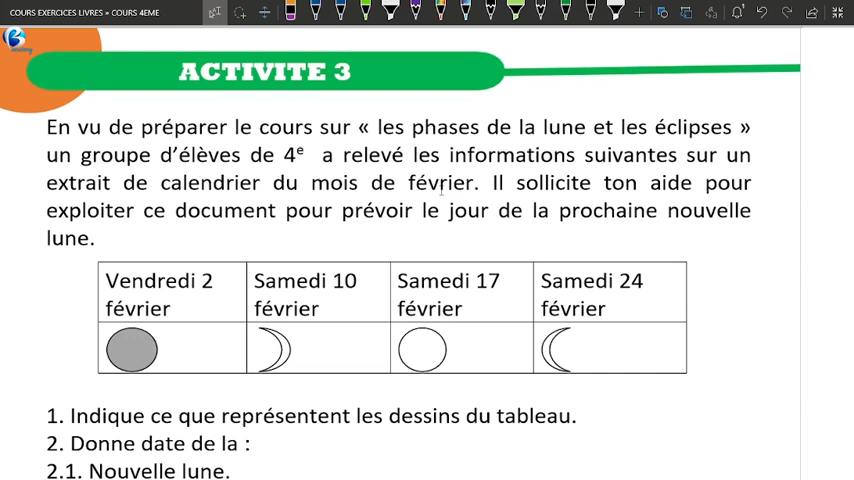 COURS EXERCICES LIVRES » COURS 4EME
ACTIVITE 3
En vu de préparer le cours sur « les phases de la lune et les éclipses »
un groupe d'élèves de 4e a relevé les informations suivantes sur un
extrait de calendrier du mois de février. Il sollicite ton aide pour
exploiter ce document pour prévoir le jour de la prochaine nouvelle
lune.
Vendredi 2 février
Samedi 10 février
Samedi 17 février
Samedi 24 février
1. Indique ce que représentent les dessins du tableau.
2. Donne date de la :
2.1. Nouvelle lune.